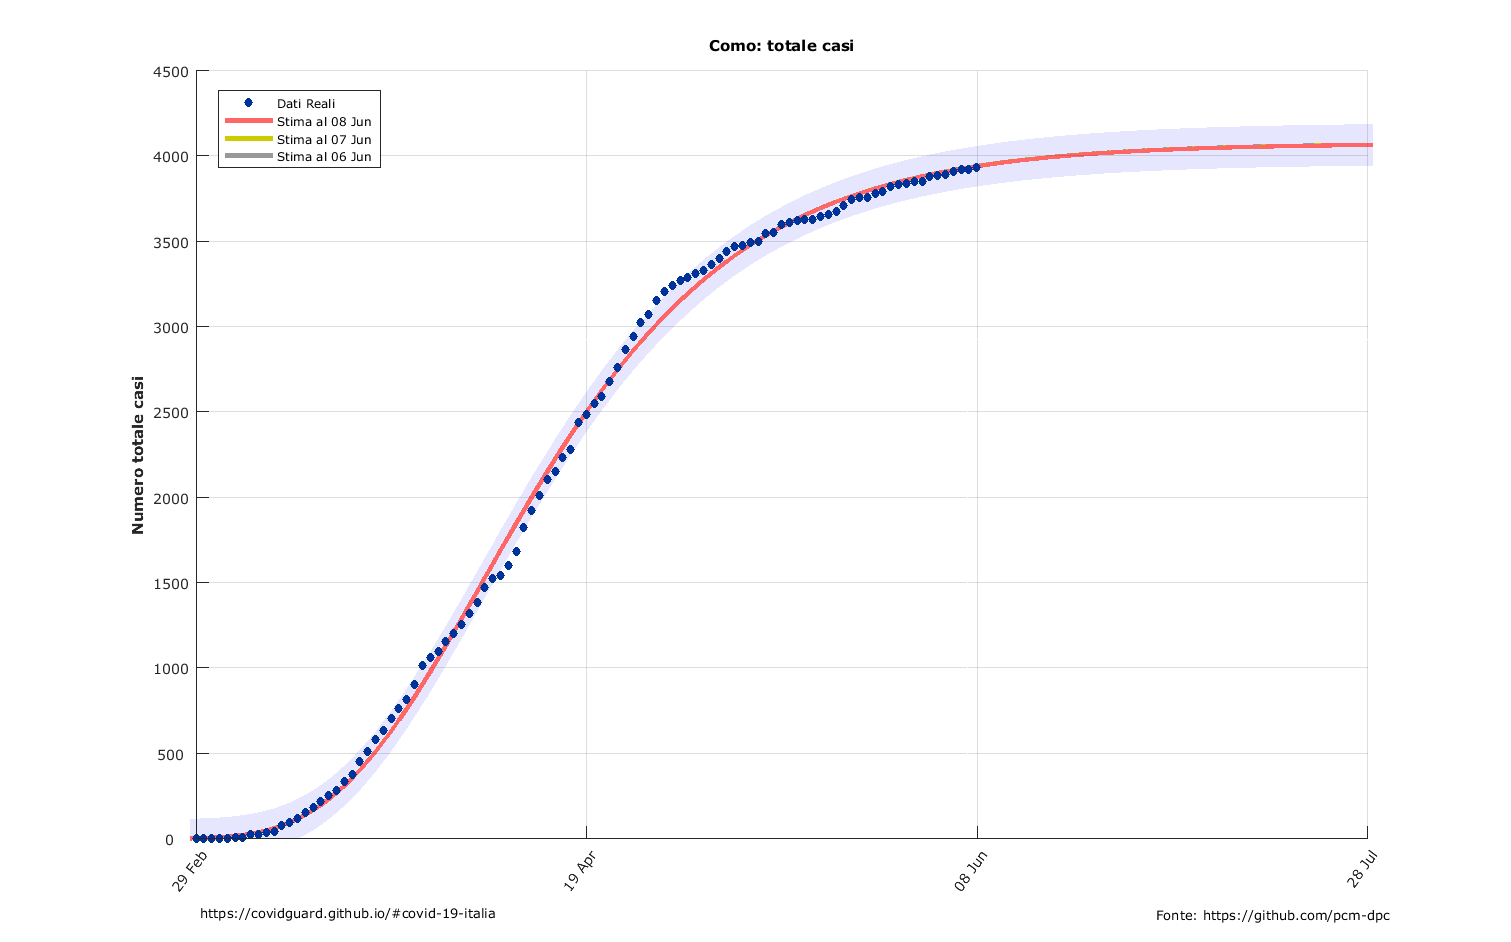 Como: totale casi
4500
4000
3500
3000
2500
2000
1500
1000
500
0
Numero totale casi
Dati Reali
Stima al 08 Jun
Stima al 07 Jun
Stima al 06 Jun
29 Feb
19 Apr
08 Jun
28 Jul
https://covidguard.github.io/#covid-19-italia
Fonte: https://github.com/pcm-dpc